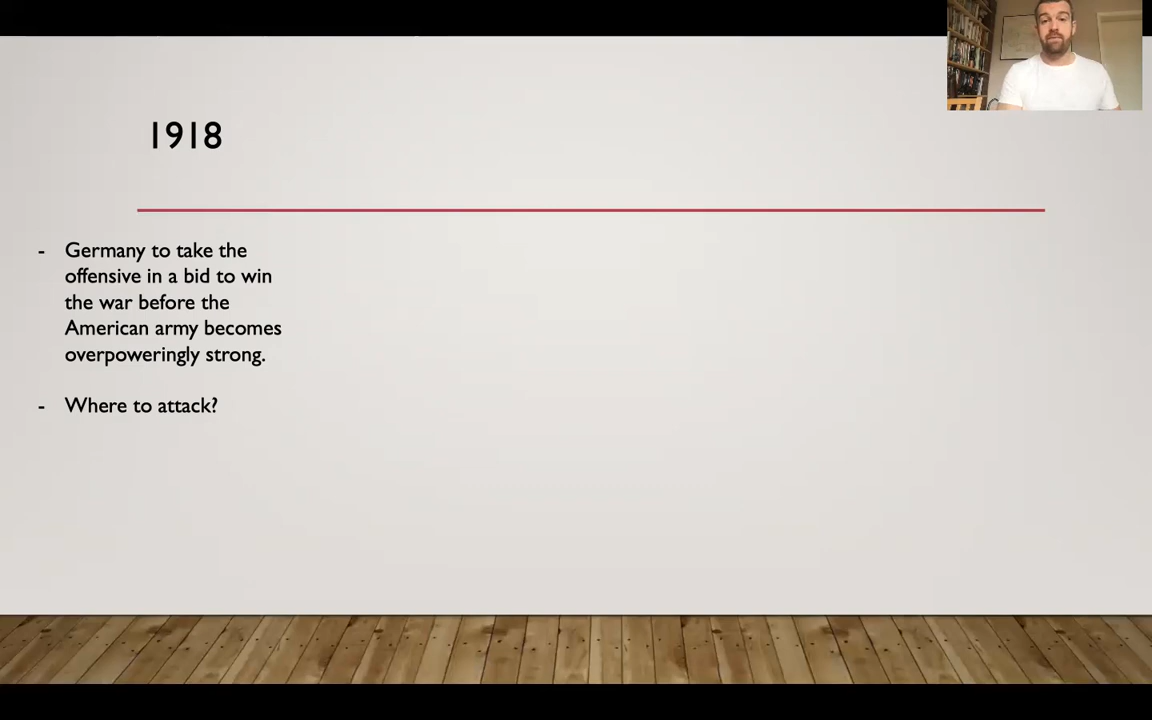 1918
- Germany to take the
offensive in a bid to win
the war before the
American army becomes
overpoweringly strong.
- Where to attack?